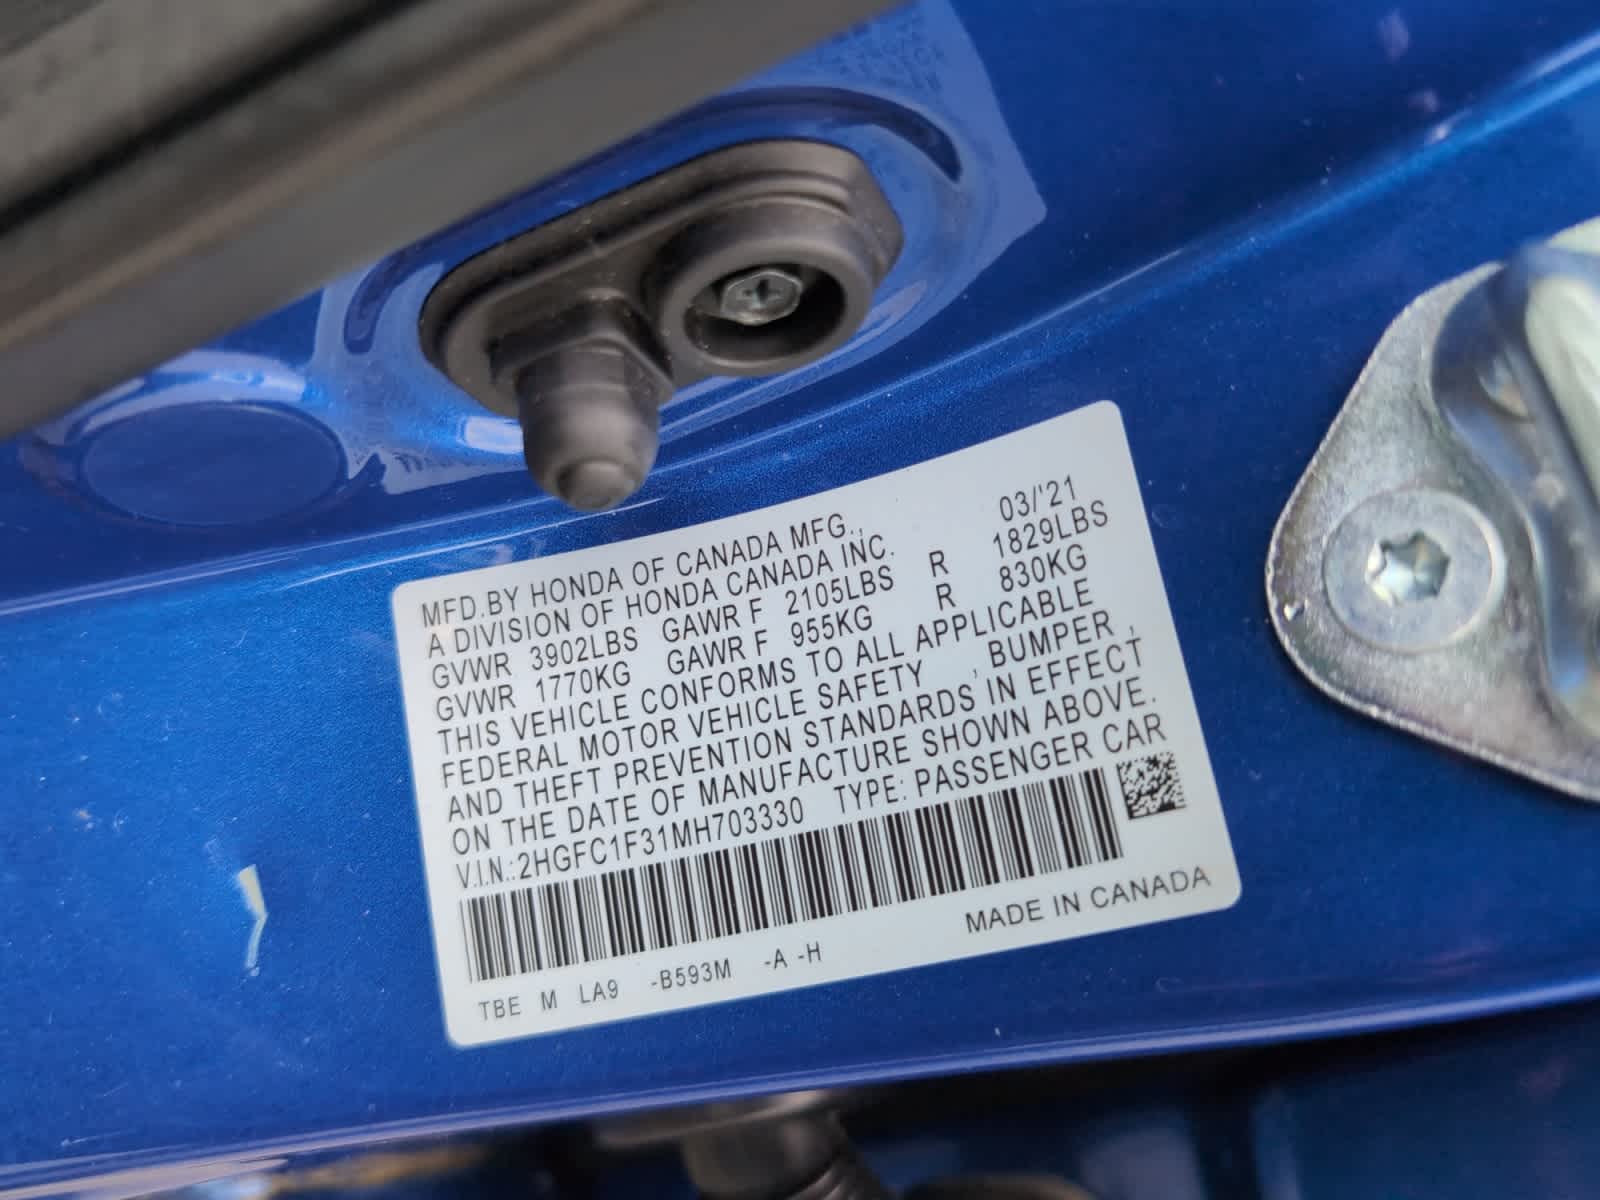 MFD.BY HONDA OF CANADA MFG., 03/'21
A DIVISION OF HONDA CANADA INC.
GVWR 3902LBS GAWR F 2105LBS R 1829LBS
GVWR 1770KG GAWR F 955KG R 830KG
THIS VEHICLE CONFORMS TO ALL APPLICABLE
FEDERAL MOTOR VEHICLE SAFETY , BUMPER ,
AND THEFT PREVENTION STANDARDS IN EFFECT
ON THE DATE OF MANUFACTURE SHOWN ABOVE.
V.I.N.:2HGFC1F31MH703330 TYPE: PASSENGER CAR
MADE IN CANADA
TBE M LA9 -B593M -A -H